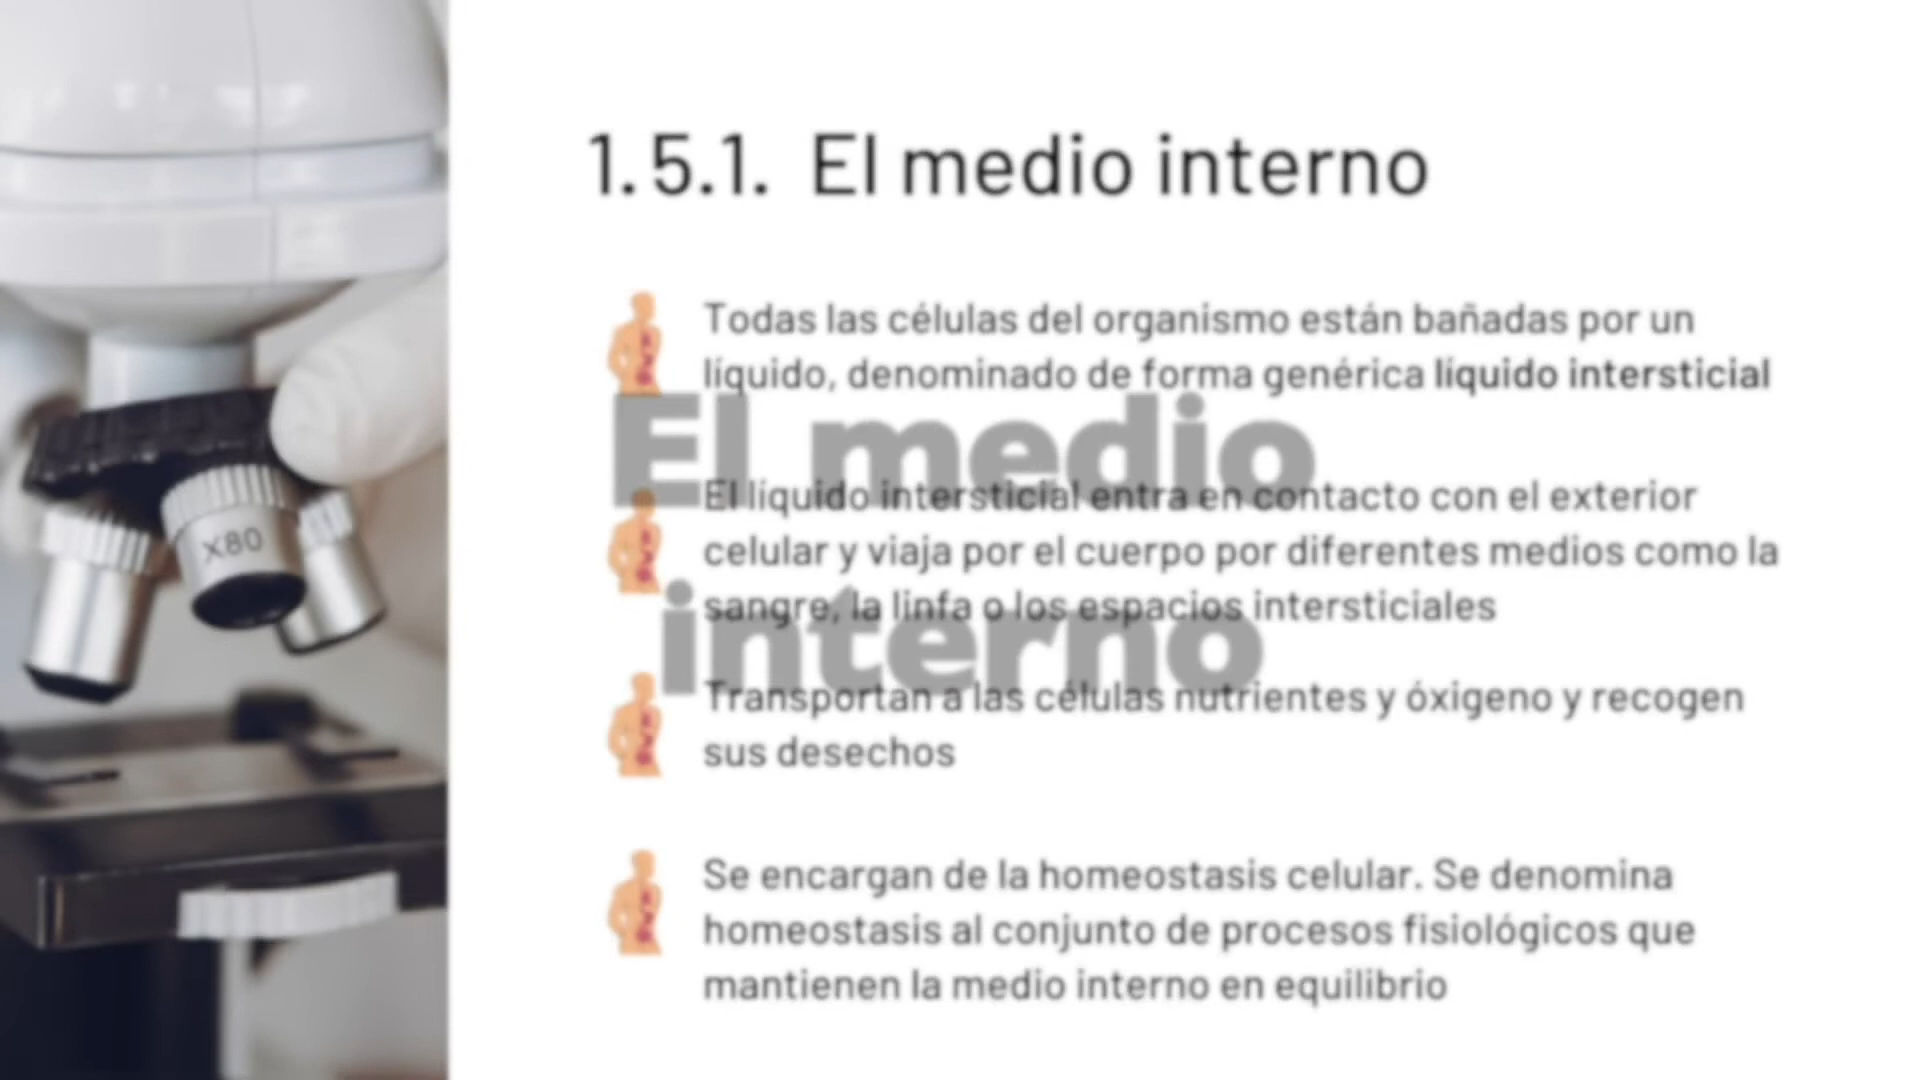 1.5.1. El medio interno
Todas las células del organismo están bañadas por un
líquido, denominado de forma genérica líquido intersticial
El medio
El líquido intersticial entra en contacto con el exterior
celular y viaja por el cuerpo por diferentes medios como la
sangre, la linfa o los espacios intersticiales
interno
Transportan a las células nutrientes y óxigeno y recogen
sus desechos
Se encargan de la homeostasis celular. Se denomina
homeostasis al conjunto de procesos fisiológicos que
mantienen la medio interno en equilibrio
X80